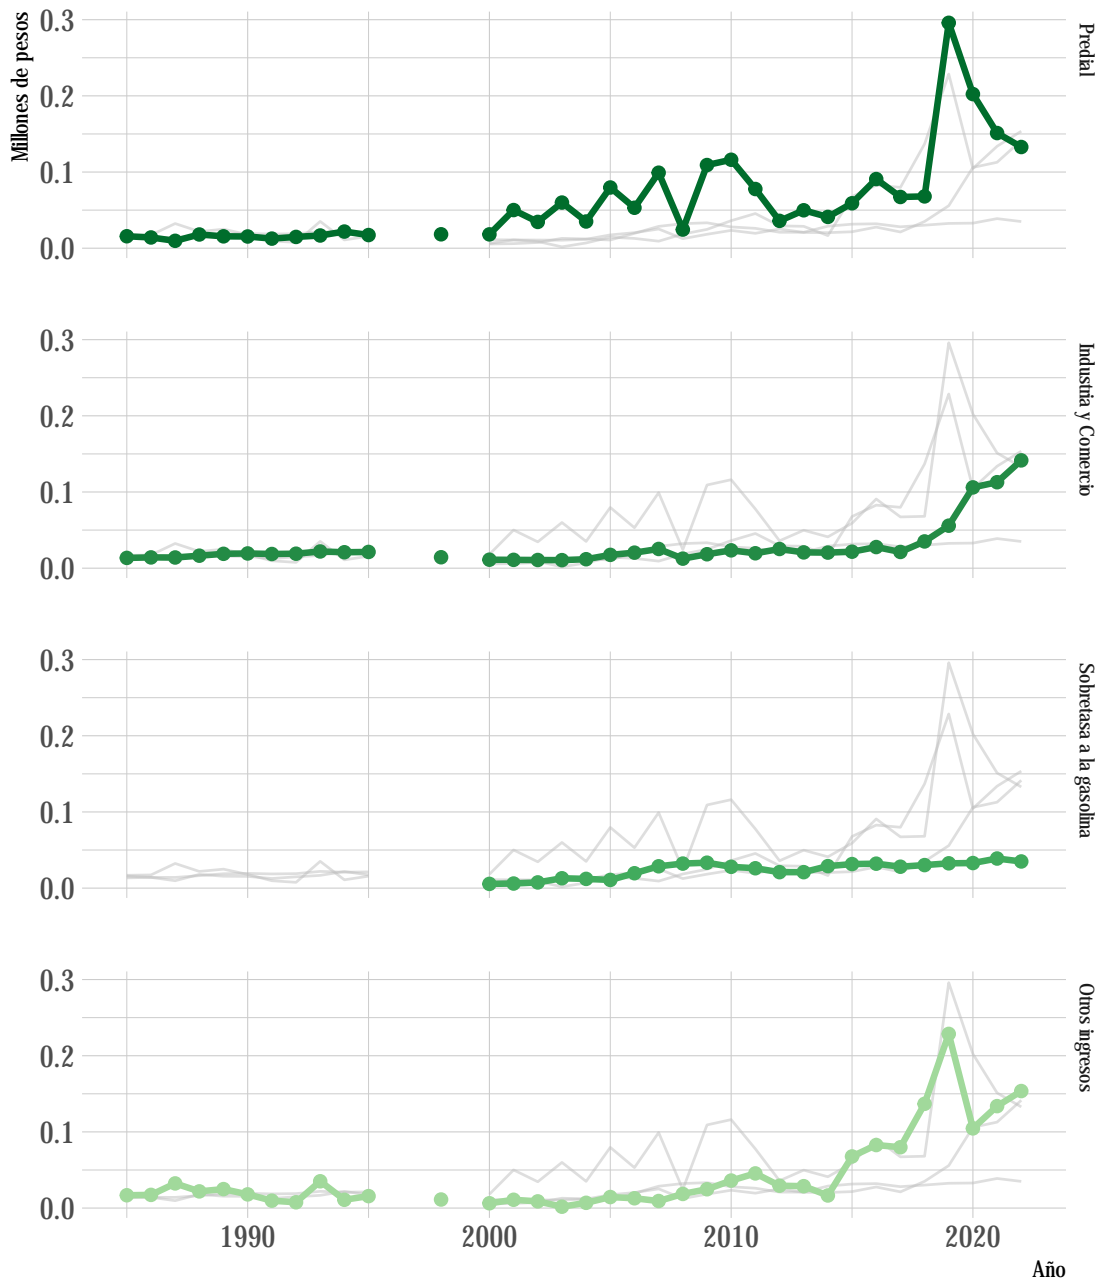 Millones de pesos
0.3
0.2
0.1
0.0
Predial
0.3
0.2
0.1
0.0
Industria y Comercio
0.3
0.2
0.1
0.0
Sobretasa a la gasolina
0.3
0.2
0.1
0.0
Otros ingresos
1990 2000 2010 2020
Año